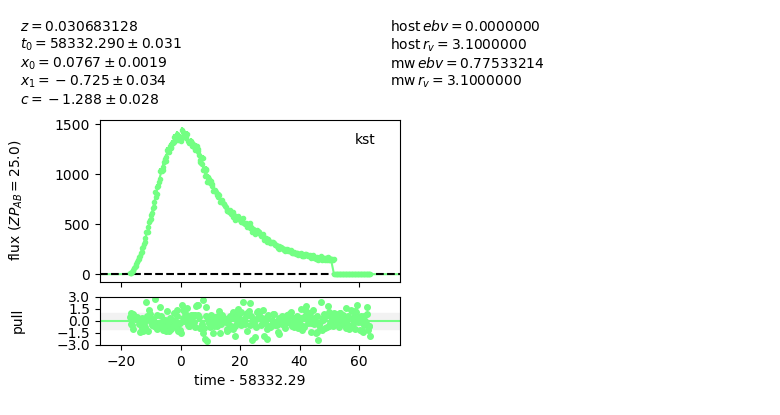 z = 0.030683128
t0 = 58332.290 ± 0.031
x0 = 0.0767 ± 0.0019
x1 = −0.725 ± 0.034
c = −1.288 ± 0.028
host ebv = 0.0000000
host rv = 3.1000000
mw ebv = 0.77533214
mw rv = 3.1000000
flux (ZPAB = 25.0)
1500
1000
500
0
kst
pull
3.0
1.5
0.0
−1.5
−3.0
−20 0 20 40 60
time - 58332.29